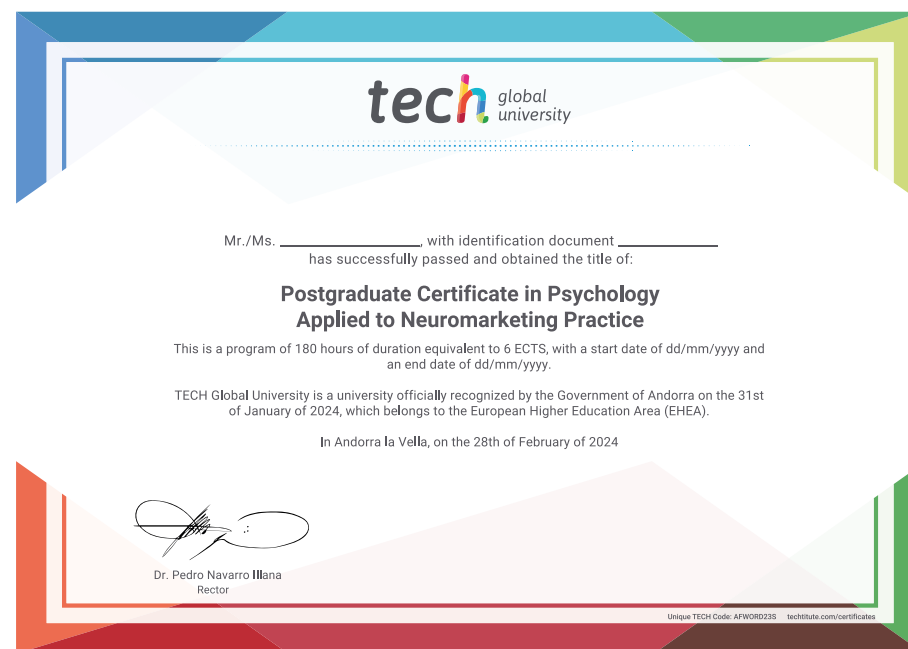 tech global
university
Mr./Ms. ____________________, with identification document ______________
has successfully passed and obtained the title of:
Postgraduate Certificate in Psychology
Applied to Neuromarketing Practice
This is a program of 180 hours of duration equivalent to 6 ECTS, with a start date of dd/mm/yyyy and
an end date of dd/mm/yyyy.
TECH Global University is a university officially recognized by the Government of Andorra on the 31st
of January of 2024, which belongs to the European Higher Education Area (EHEA).
In Andorra la Vella, on the 28th of February of 2024
Dr. Pedro Navarro Illana
Rector
Unique TECH Code: AFWORD23S techtitute.com/certificates